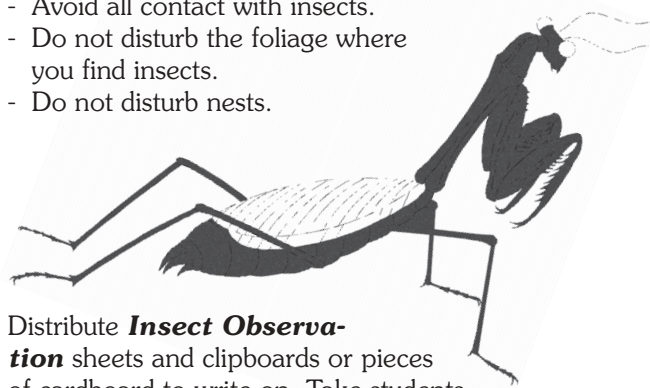 - Avoid all contact with insects.
- Do not disturb the foliage where
you find insects.
- Do not disturb nests.
Distribute Insect Observa-
tion sheets and clipboards or pieces
of cardboard to write on. Take students